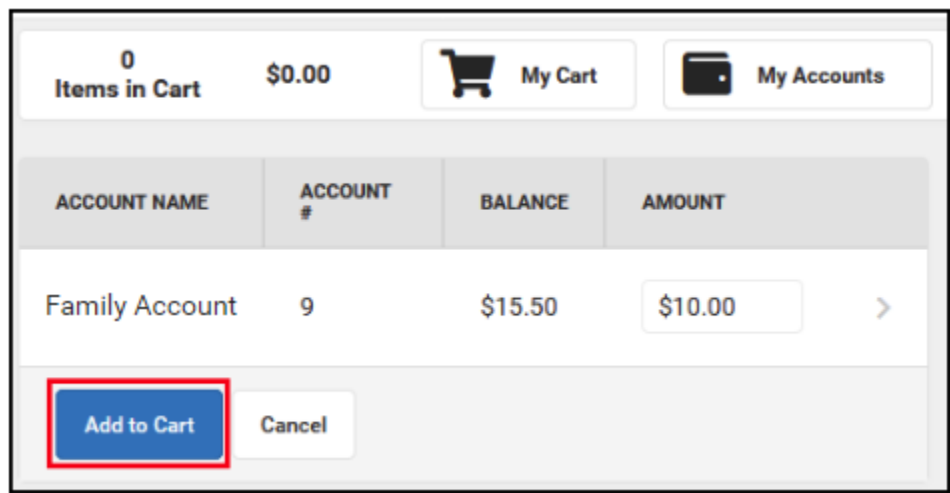 0
Items in Cart
$0.00
My Cart
My Accounts
ACCOUNT NAME
ACCOUNT
#
BALANCE
AMOUNT
Family Account
9
$15.50
$10.00
Add to Cart
Cancel